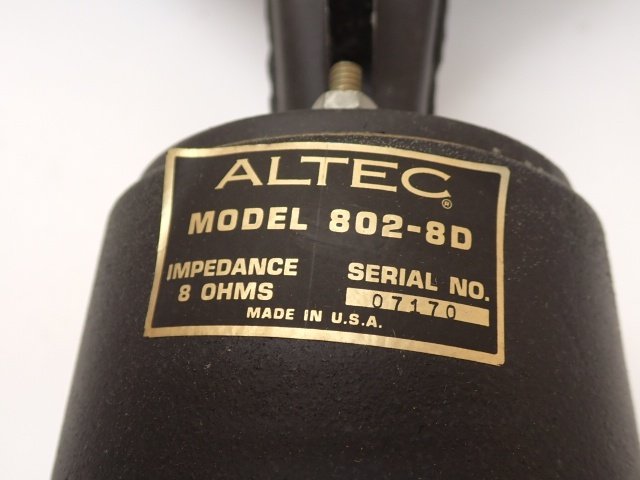 ALTEC®
MODEL 802-8D
IMPEDANCE SERIAL NO.
8 OHMS 07170
MADE IN U.S.A.